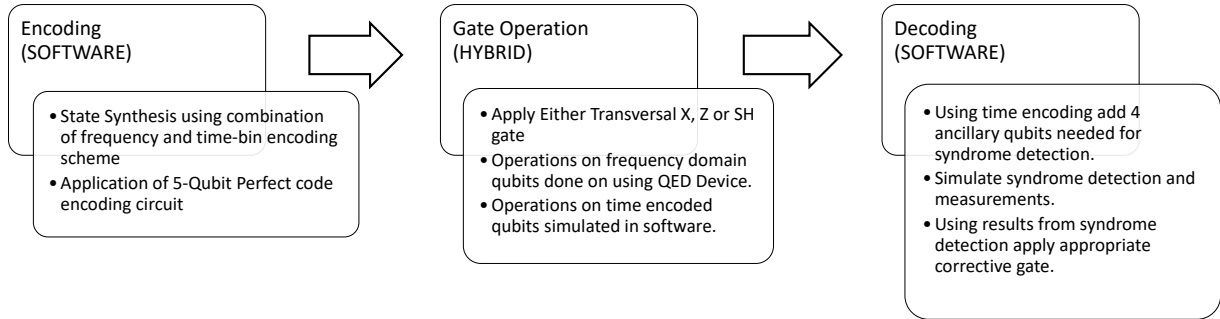 Encoding
(SOFTWARE)
• State Synthesis using combination
of frequency and time-bin encoding
scheme
• Application of 5-Qubit Perfect code
encoding circuit
Gate Operation
(HYBRID)
• Apply Either Transversal X, Z or SH
gate
• Operations on frequency domain
qubits done on using QED Device.
• Operations on time encoded
qubits simulated in software.
Decoding
(SOFTWARE)
• Using time encoding add 4
ancillary qubits needed for
syndrome detection.
• Simulate syndrome detection and
measurements.
• Using results from syndrome
detection apply appropriate
corrective gate.